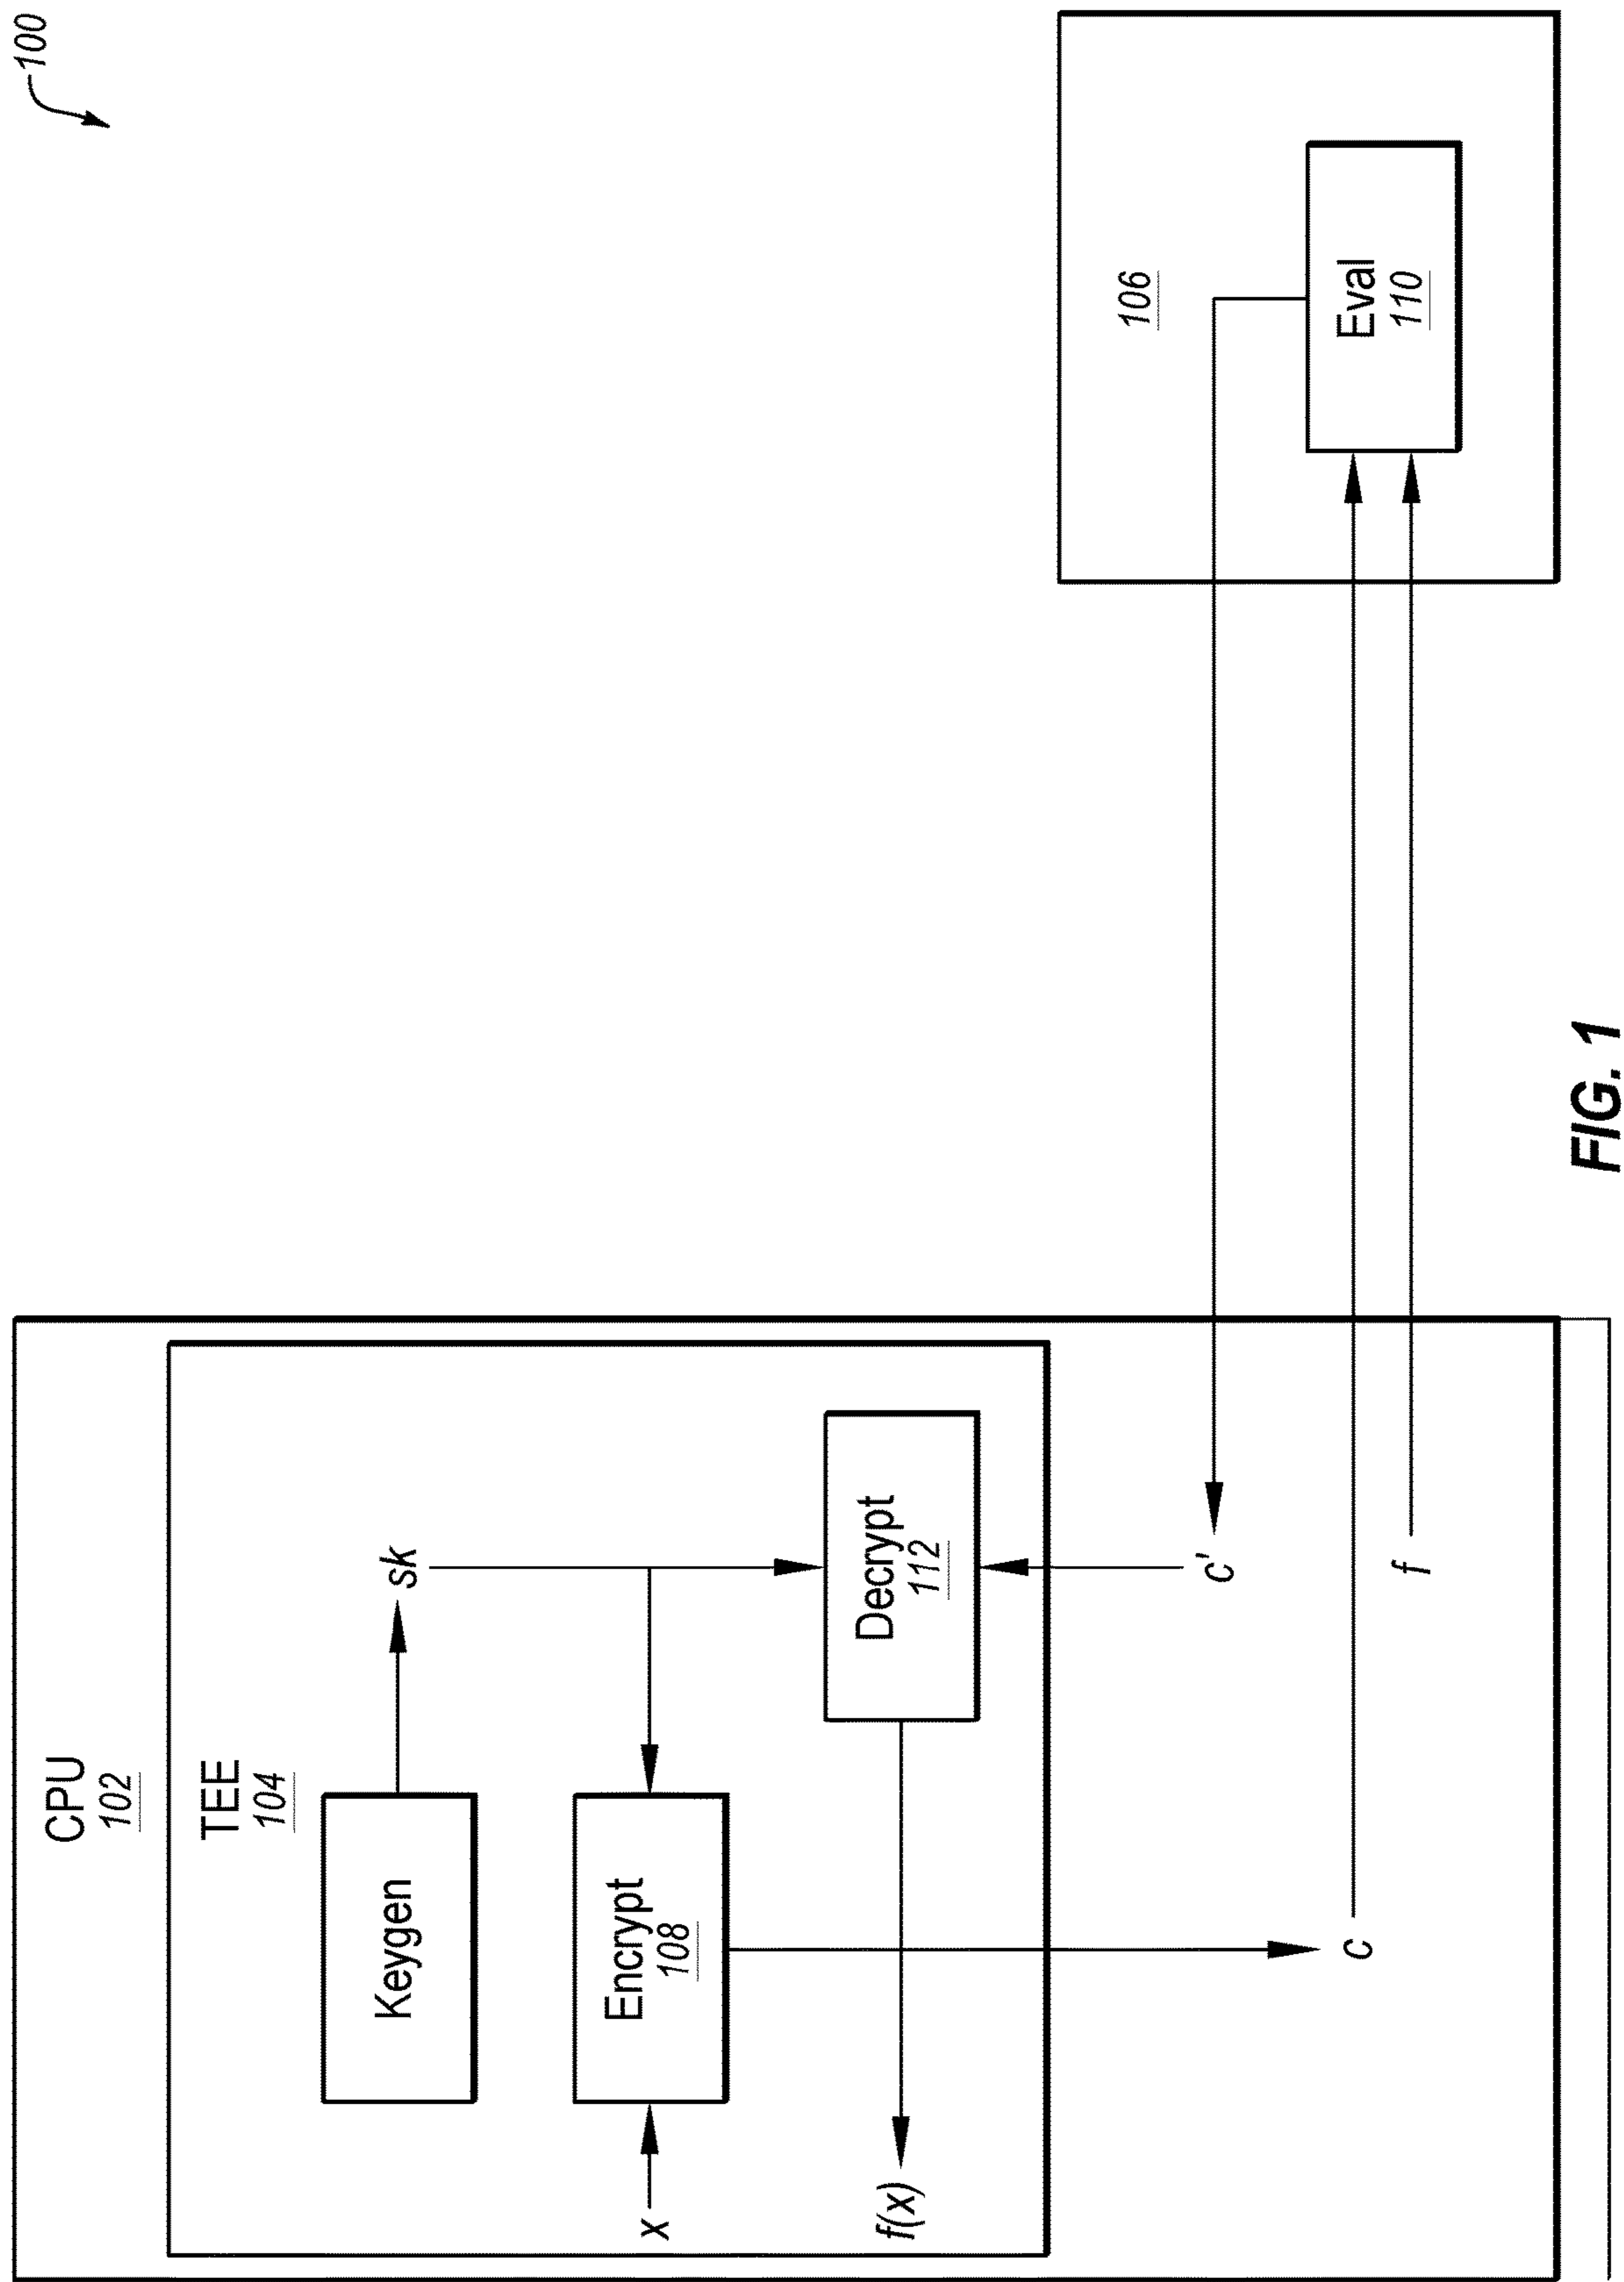 100
CPU
102
TEE
104
Keygen
sk
x
Encrypt
108
Decrypt
112
f(x)
c'
c
f
106
Eval
110
FIG. 1